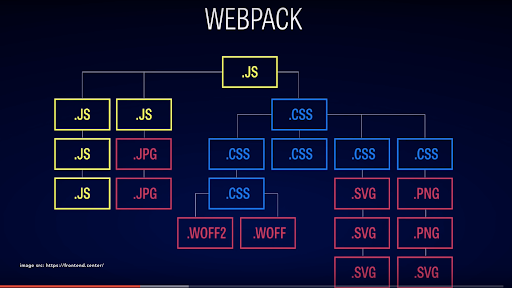 WEBPACK
.JS
.JS .JS .CSS
.JS .JPG .CSS .CSS .CSS .CSS
.JS .JPG .CSS .SVG .PNG
.WOFF2 .WOFF .SVG .PNG
.SVG .SVG
image src: https://frontend.center/